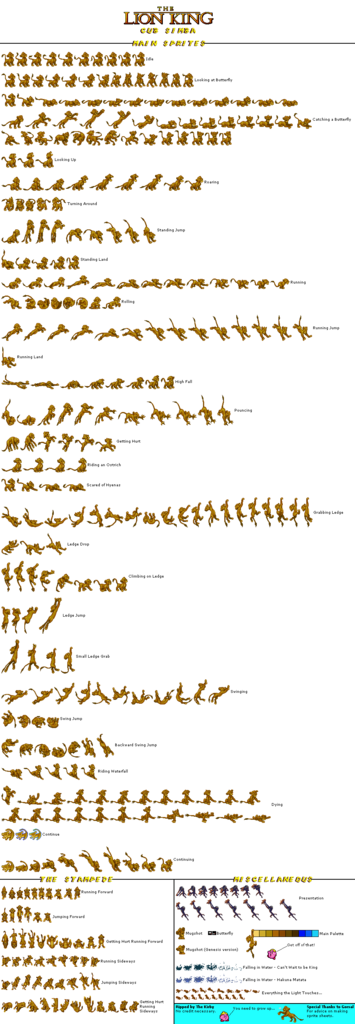 THE
LION KING
CUB SIMBA
MAIN SPRITES
Idle
Looking at Butterfly
Catching a Butterfly
Looking Up
Roaring
Turning Around
Standing Jump
Standing Land
Running
Rolling
Running Jump
Running Land
High Fall
Pouncing
Getting Hurt
Riding an Ostrich
Scared of Hyenas
Grabbing Ledge
Ledge Drop
Climbing on Ledge
Ledge Jump
Small Ledge Grab
Swinging
Swing Jump
Backward Swing Jump
Riding Waterfall
Dying
Continue
Continuing
THE STAMPEDE
Running Forward
Jumping Forward
Getting Hurt Running Forward
Running Sideways
Jumping Sideways
Getting Hurt
Running
Sideways
MISCELLANEOUS
Presentation
Mugshot
Butterfly
Main Palette
Mugshot (Genesis version)
Get off of that!
Falling in Water - Can't Wait to be King
Falling in Water - Hakuna Matata
Everything the Light Touches...
Ripped by The Kirby
No credit necessary.
You need to grow up...
Special Thanks to Goreal
For advice on making
sprite sheets.